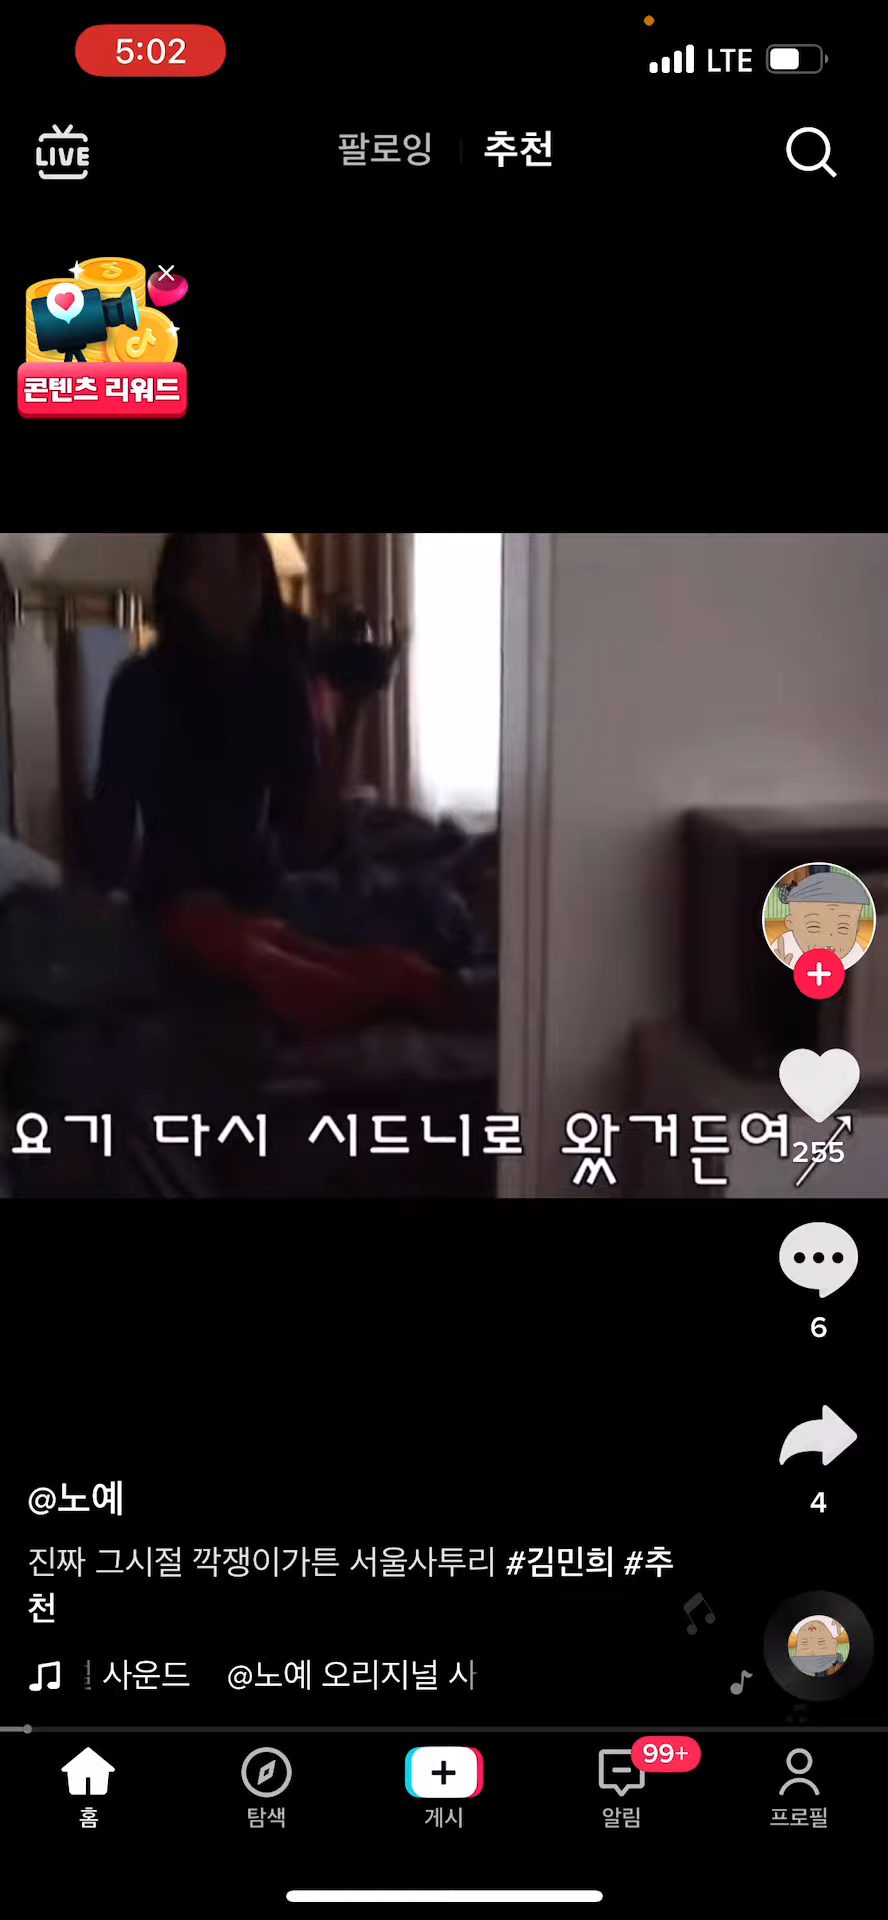 5:02
LTE
LIVE
팔로잉
추천
콘텐츠 리워드
요기 다시 시드니로 왔거든여↗
255
6
4
@노예
진짜 그시절 깍쟁이가튼 서울사투리 #김민희 #추
천
사운드 @노예 오리지널 사
99+
홈
탐색
게시
알림
프로필